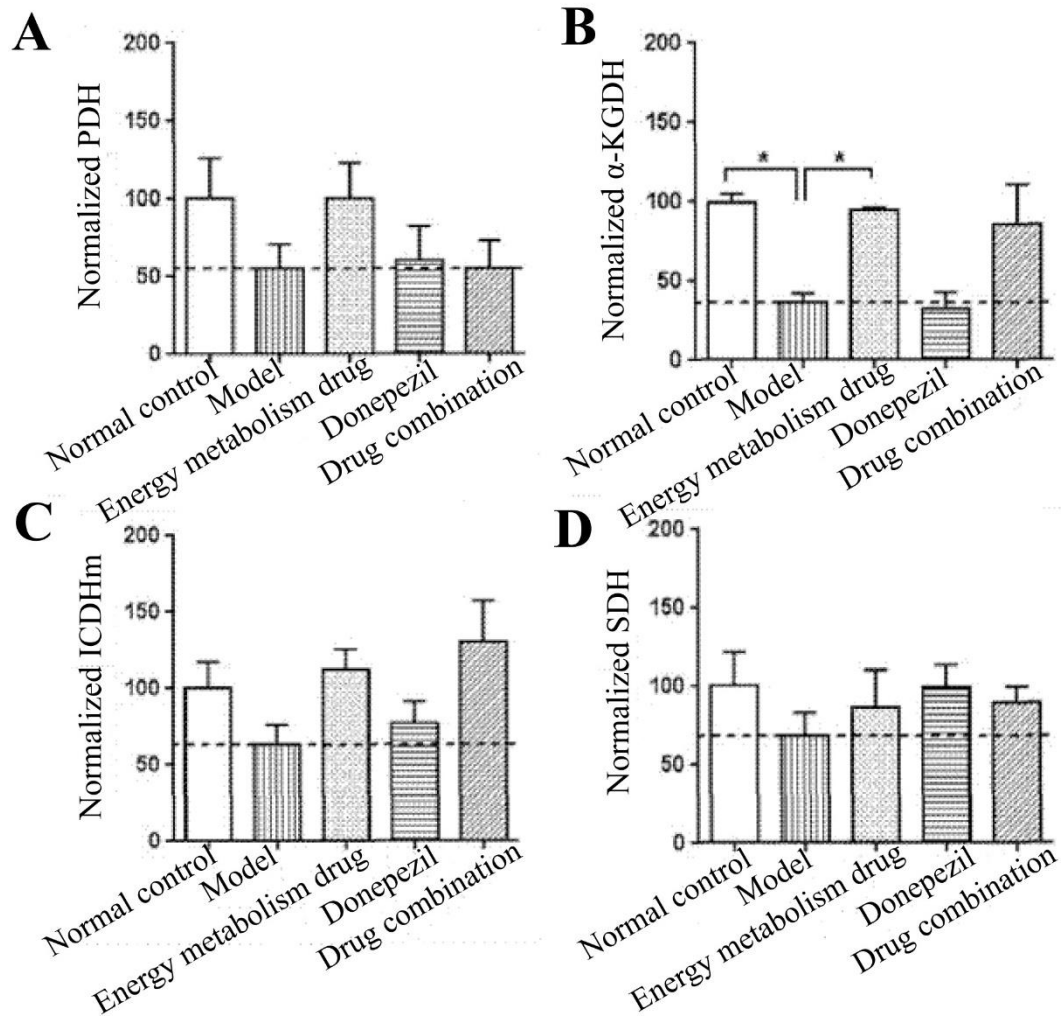 A
Normalized PDH
200
150
100
50
0
Normal control
Model
Energy metabolism drug
Donepezil
Drug combination
B
Normalized α-KGDH
200
150
100
50
0
* *
Normal control
Model
Energy metabolism drug
Donepezil
Drug combination
C
Normalized ICDHm
200
150
100
50
0
Normal control
Model
Energy metabolism drug
Donepezil
Drug combination
D
Normalized SDH
200
150
100
50
0
Normal control
Model
Energy metabolism drug
Donepezil
Drug combination